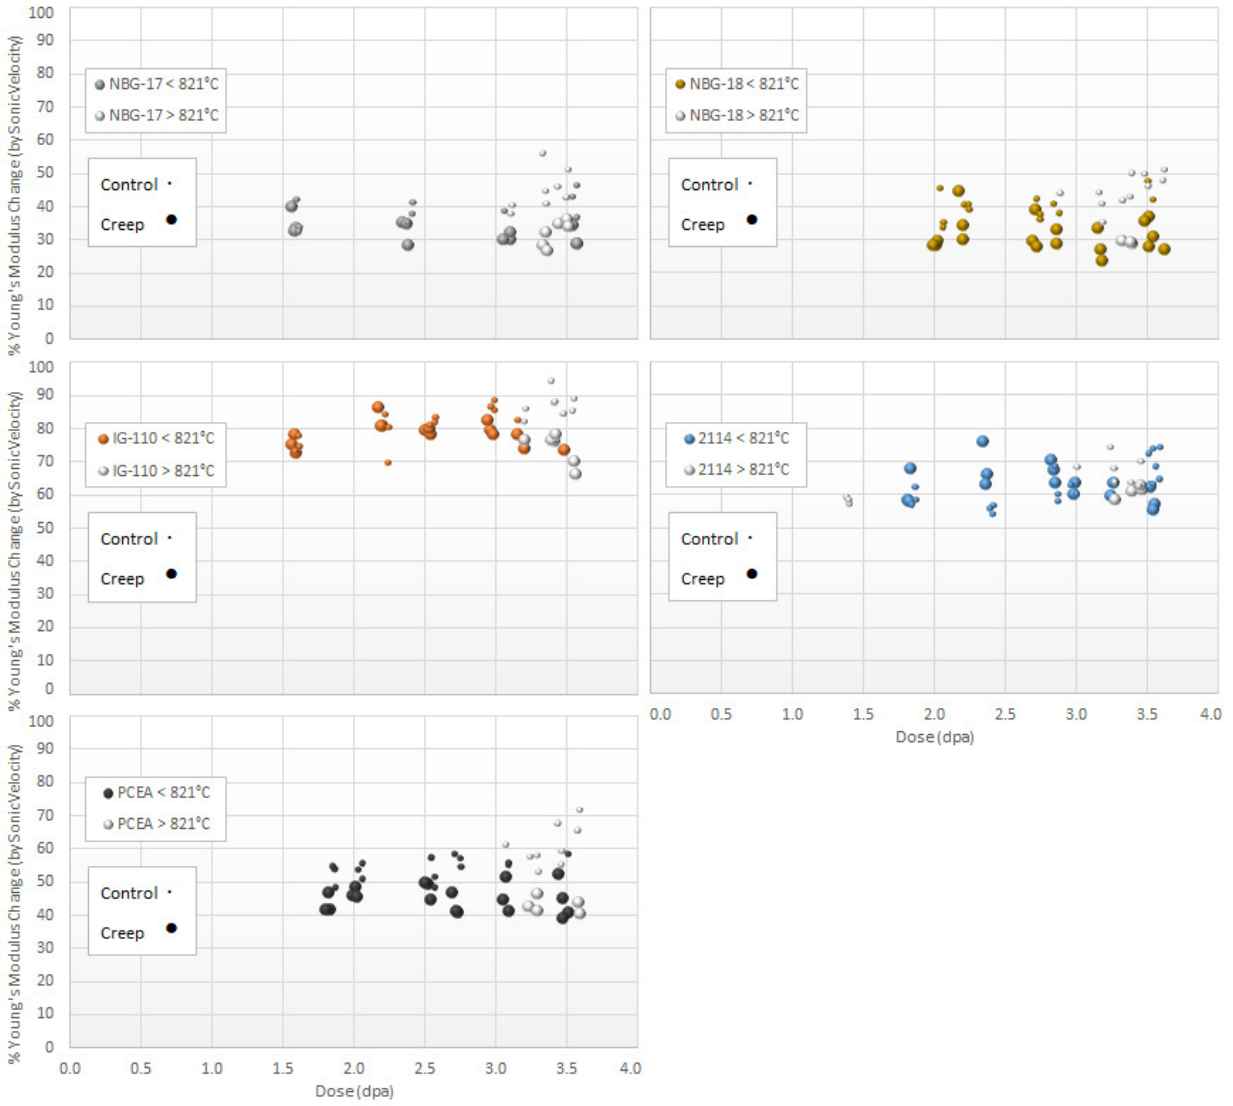 % Young's Modulus Change (by Sonic Velocity)
100
90
80
70
60
50
40
30
20
10
0
NBG-17 < 821°C
NBG-17 > 821°C
Control
Creep
NBG-18 < 821°C
NBG-18 > 821°C
Control
Creep
% Young's Modulus Change (by Sonic Velocity)
100
90
80
70
60
50
40
30
20
10
0
IG-110 < 821°C
IG-110 > 821°C
Control
Creep
2114 < 821°C
2114 > 821°C
Control
Creep
0.0 0.5 1.0 1.5 2.0 2.5 3.0 3.5 4.0
Dose (dpa)
% Young's Modulus Change (by Sonic Velocity)
100
90
80
70
60
50
40
30
20
10
0
PCEA < 821°C
PCEA > 821°C
Control
Creep
0.0 0.5 1.0 1.5 2.0 2.5 3.0 3.5 4.0
Dose (dpa)